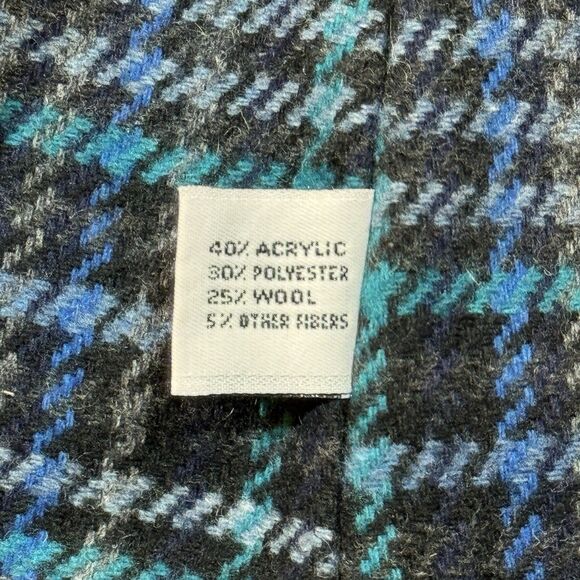 40% ACRYLIC
30% POLYESTER
25% WOOL
5% OTHER FIBERS